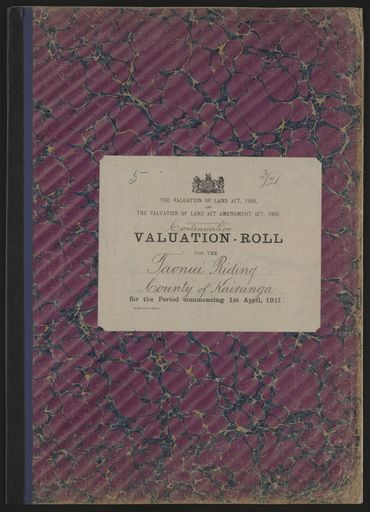 5 3/21
THE VALUATION OF LAND ACT, 1908,
AND
THE VALUATION OF LAND ACT AMENDMENT ACT, 1909.
Continuation
VALUATION-ROLL
FOR THE
Taonui Riding
County of Kairanga
for the Period commencing 1st April, 1911.